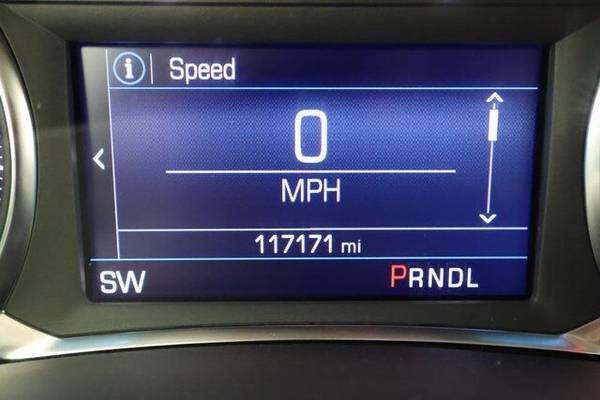 i Speed
0
MPH
117171 mi
SW PRNDL